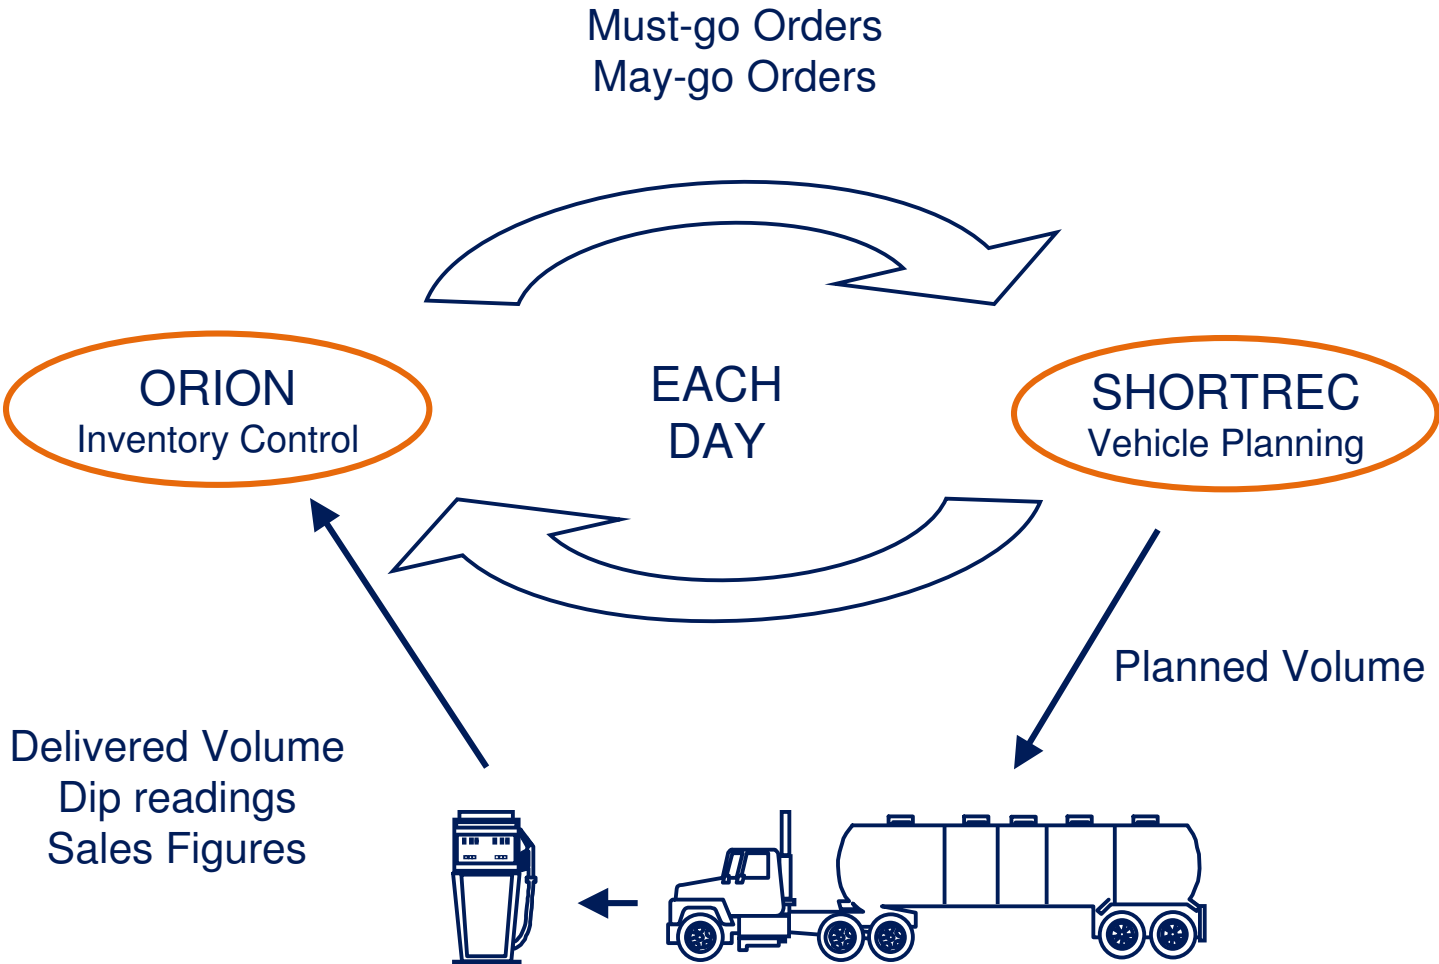 Must-go Orders
May-go Orders
ORION
Inventory Control
EACH
DAY
SHORTREC
Vehicle Planning
Planned Volume
Delivered Volume
Dip readings
Sales Figures